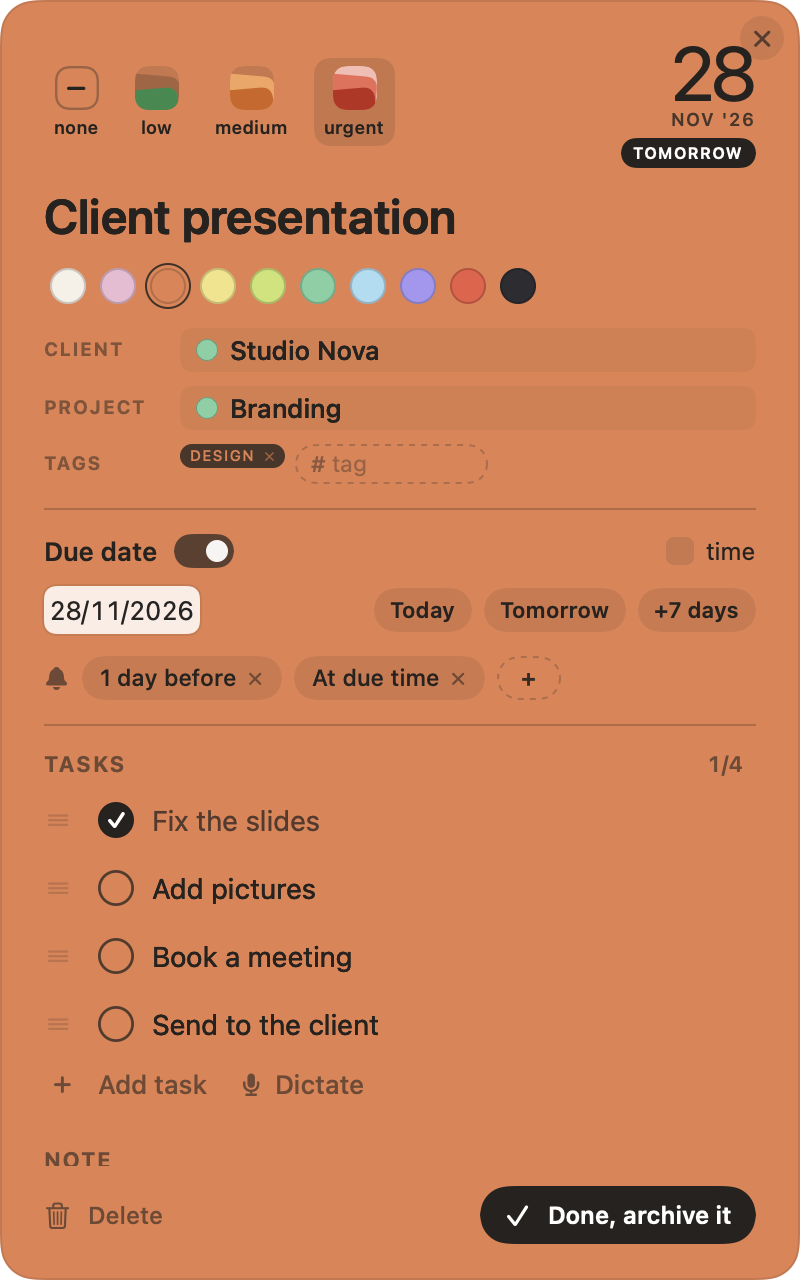 none
low
medium
urgent
28
NOV '26
TOMORROW
Client presentation
CLIENT
Studio Nova
PROJECT
Branding
TAGS
DESIGN ×
# tag
Due date
time
28/11/2026
Today
Tomorrow
+7 days
1 day before ×
At due time ×
+
TASKS
1/4
Fix the slides
Add pictures
Book a meeting
Send to the client
+ Add task
Dictate
NOTE
Delete
Done, archive it